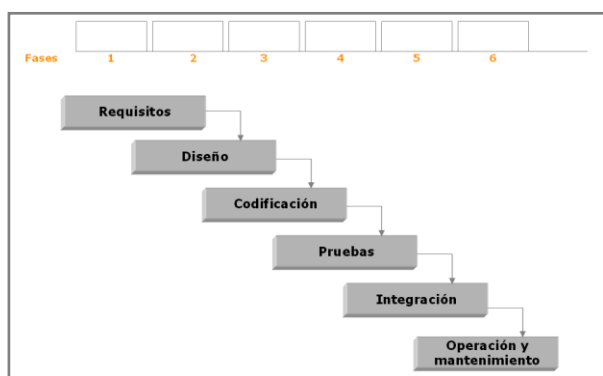 Fases 1 2 3 4 5 6
Requisitos
Diseño
Codificación
Pruebas
Integración
Operación y
mantenimiento